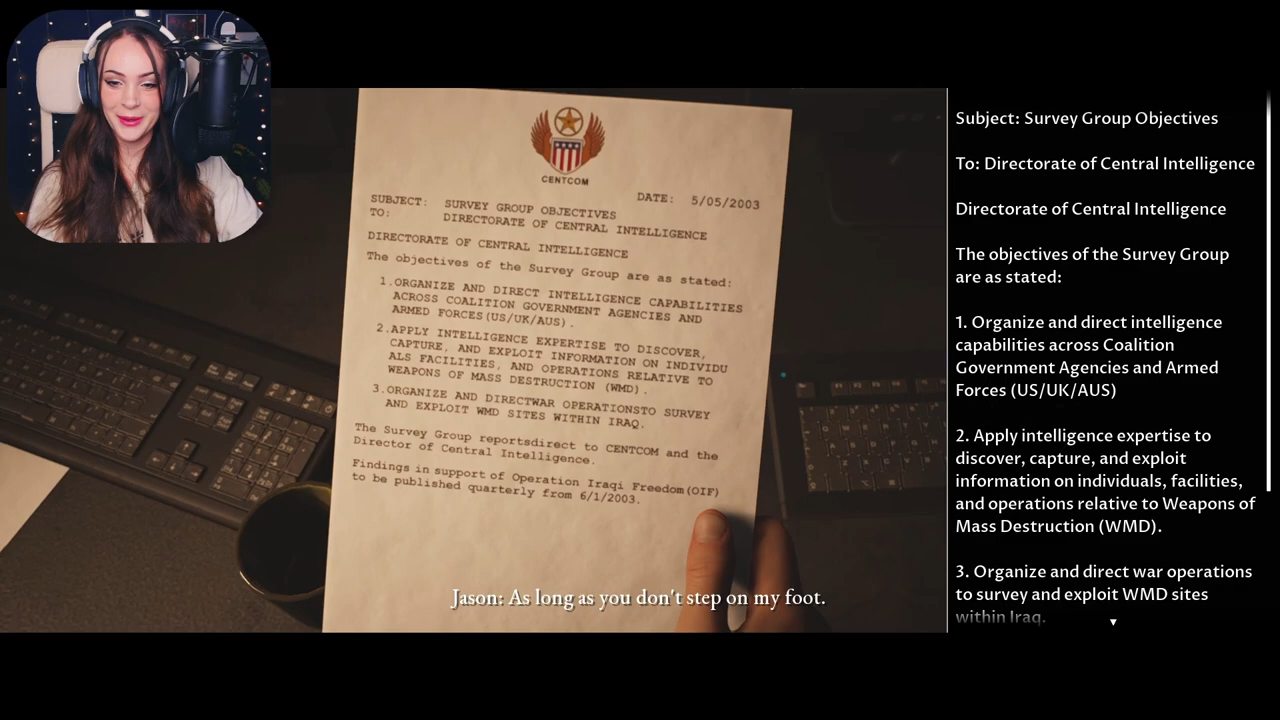 CENTCOM
DATE: 5/05/2003
SUBJECT: SURVEY GROUP OBJECTIVES
TO: DIRECTORATE OF CENTRAL INTELLIGENCE
DIRECTORATE OF CENTRAL INTELLIGENCE
The objectives of the Survey Group are as stated:
1.ORGANIZE AND DIRECT INTELLIGENCE CAPABILITIES
ACROSS COALITION GOVERNMENT AGENCIES AND
ARMED FORCES(US/UK/AUS).
2.APPLY INTELLIGENCE EXPERTISE TO DISCOVER,
CAPTURE, AND EXPLOIT INFORMATION ON INDIVIDU
ALS FACILITIES, AND OPERATIONS RELATIVE TO
WEAPONS OF MASS DESTRUCTION (WMD).
3.ORGANIZE AND DIRECTWAR OPERATIONSTO SURVEY
AND EXPLOIT WMD SITES WITHIN IRAQ.
The Survey Group reportsdirect to CENTCOM and the
Director of Central Intelligence.
Findings in support of Operation Iraqi Freedom(OIF)
to be published quarterly from 6/1/2003.
Jason: As long as you don't step on my foot.
Subject: Survey Group Objectives
To: Directorate of Central Intelligence
Directorate of Central Intelligence
The objectives of the Survey Group
are as stated:
1. Organize and direct intelligence
capabilities across Coalition
Government Agencies and Armed
Forces (US/UK/AUS)
2. Apply intelligence expertise to
discover, capture, and exploit
information on individuals, facilities,
and operations relative to Weapons of
Mass Destruction (WMD).
3. Organize and direct war operations
to survey and exploit WMD sites
within Iraq.